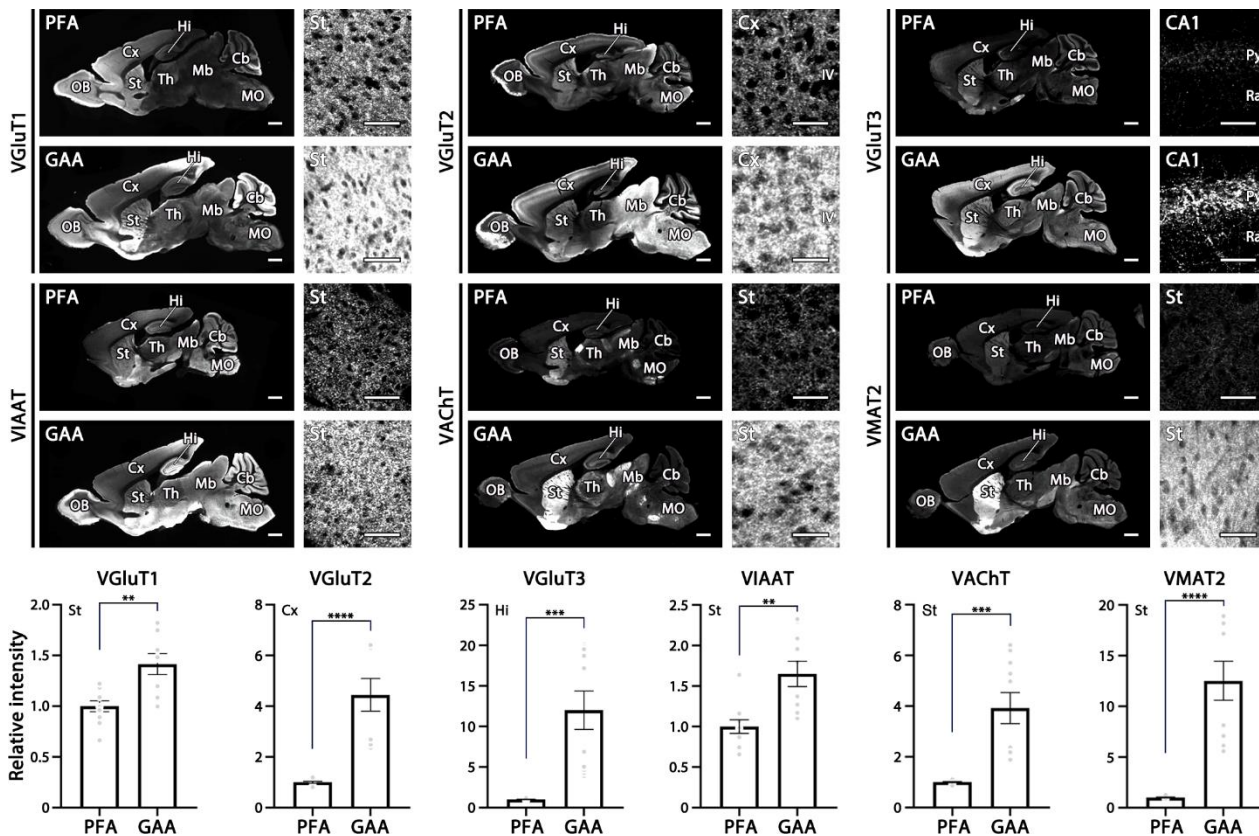 PFA
Hi
Cx
OB
St
Th
Mb
Cb
MO
St
VGluT1
GAA
Hi
Cx
OB
St
Th
Mb
Cb
MO
St
PFA
Hi
Cx
OB
St
Th
Mb
Cb
MO
Cx
IV
VGluT2
GAA
Hi
Cx
OB
St
Th
Mb
Cb
MO
Cx
IV
PFA
Hi
Cx
OB
St
Th
Mb
Cb
MO
CA1
Py
Ra
VGluT3
GAA
Hi
Cx
OB
St
Th
Mb
Cb
MO
CA1
Py
Ra
PFA
Hi
Cx
St
Th
Mb
Cb
MO
St
VIAAT
GAA
Hi
Cx
OB
St
Th
Mb
Cb
MO
St
PFA
Hi
Cx
OB
St
Th
Mb
Cb
MO
St
VAChT
GAA
Hi
Cx
OB
St
Th
Mb
Cb
MO
St
PFA
Hi
Cx
OB
St
Th
Mb
Cb
MO
St
VMAT2
GAA
Hi
Cx
OB
St
Th
Mb
Cb
MO
St
Relative intensity
VGluT1
St
**
2.0
1.5
1.0
0.5
0.0
PFA GAA
VGluT2
Cx
****
8
6
4
2
0
PFA GAA
VGluT3
Hi
***
25
20
15
10
5
0
PFA GAA
VIAAT
St
**
2.5
2.0
1.5
1.0
0.5
0.0
PFA GAA
VAChT
St
***
8
6
4
2
0
PFA GAA
VMAT2
St
****
20
15
10
5
0
PFA GAA